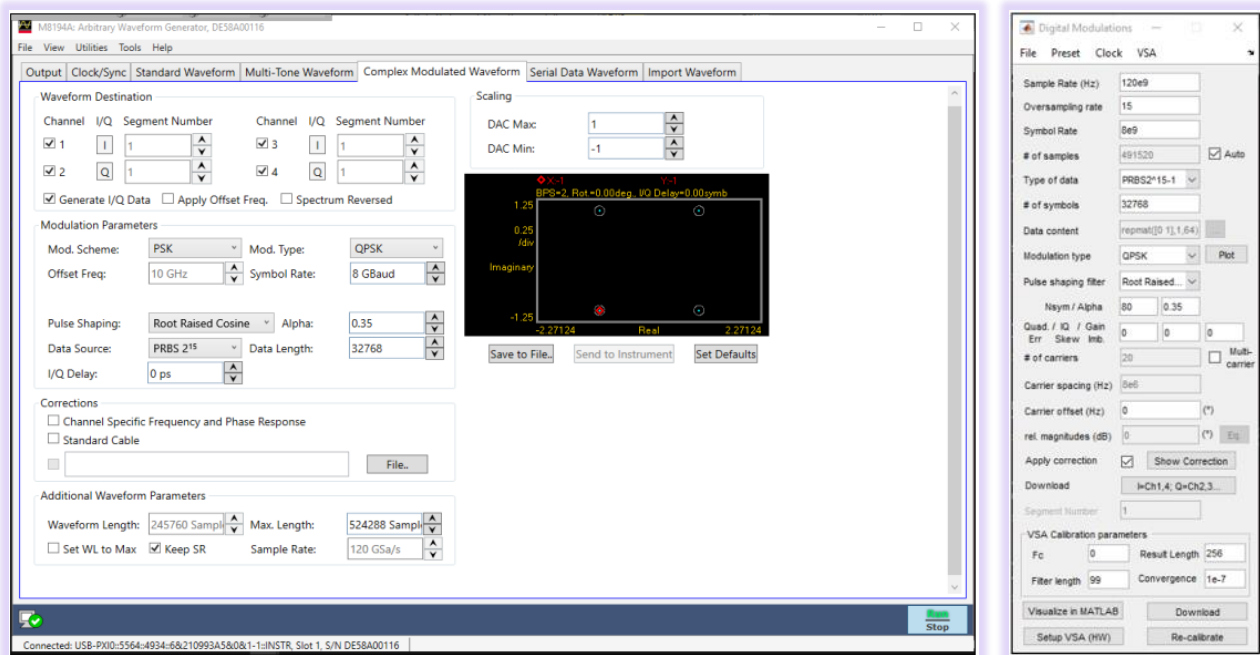 M8194A: Arbitrary Waveform Generator, DE58A00116
File View Utilities Tools Help
Output Clock/Sync Standard Waveform Multi-Tone Waveform Complex Modulated Waveform Serial Data Waveform Import Waveform
Waveform Destination
Channel I/Q Segment Number Channel I/Q Segment Number
1 I 1 3 I 1
2 Q 1 4 Q 1
Generate I/Q Data Apply Offset Freq. Spectrum Reversed
Modulation Parameters
Mod. Scheme: PSK Mod. Type: QPSK
Offset Freq: 10 GHz Symbol Rate: 8 GBaud
Pulse Shaping: Root Raised Cosine Alpha: 0.35
Data Source: PRBS 2¹⁵ Data Length: 32768
I/Q Delay: 0 ps
Corrections
Channel Specific Frequency and Phase Response
Standard Cable
File..
Additional Waveform Parameters
Waveform Length: 245760 Sampl Max. Length: 524288 Sampl
Set WL to Max Keep SR Sample Rate: 120 GSa/s
Scaling
DAC Max: 1
DAC Min: -1
X:-1 Y:-1
BPS=2, Rot.=0.00deg., I/Q Delay=0.00symb
1.25
0.25
/div
Imaginary
-1.25
-2.27124 Real 2.27124
Save to File.. Send to Instrument Set Defaults
Run
Stop
Connected: USB-PXI0::5564::4934::6&210993A5&0&1-1::INSTR, Slot 1, S/N DE58A00116
Digital Modulations
File Preset Clock VSA
Sample Rate (Hz) 120e9
Oversampling rate 15
Symbol Rate 8e9
# of samples 491520 Auto
Type of data PRBS2^15-1
# of symbols 32768
Data content repmat([0 1],1,64) ...
Modulation type QPSK Plot
Pulse shaping filter Root Raised...
Nsym / Alpha 80 0.35
Quad. / IQ / Gain
Err Skew Imb. 0 0 0
# of carriers 20 Multi-
carrier
Carrier spacing (Hz) 8e6
Carrier offset (Hz) 0 (*)
rel. magnitudes (dB) 0 (*) Eq.
Apply correction Show Correction
Download I=Ch1,4; Q=Ch2,3...
Segment Number 1
VSA Calibration parameters
Fc 0 Result Length 256
Filter length 99 Convergence 1e-7
Visualize in MATLAB Download
Setup VSA (HW) Re-calibrate